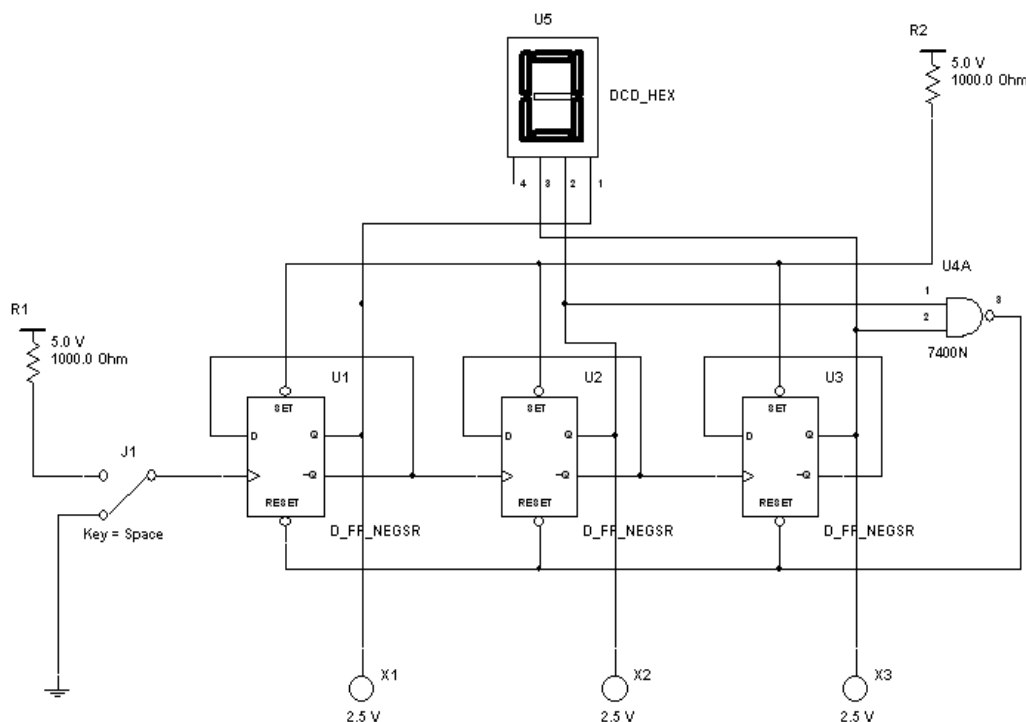 U5
R2
5.0 V
1000.0 Ohm
DCD_HEX
4 3 2 1
U4A
1
2
3
7400N
R1
5.0 V
1000.0 Ohm
U1
U2
U3
SET
SET
SET
D Q
D Q
D Q
J1
~Q
~Q
~Q
RESET
RESET
RESET
Key = Space
D_FF_NEGSR
D_FF_NEGSR
D_FF_NEGSR
X1
X2
X3
2.5 V
2.5 V
2.5 V